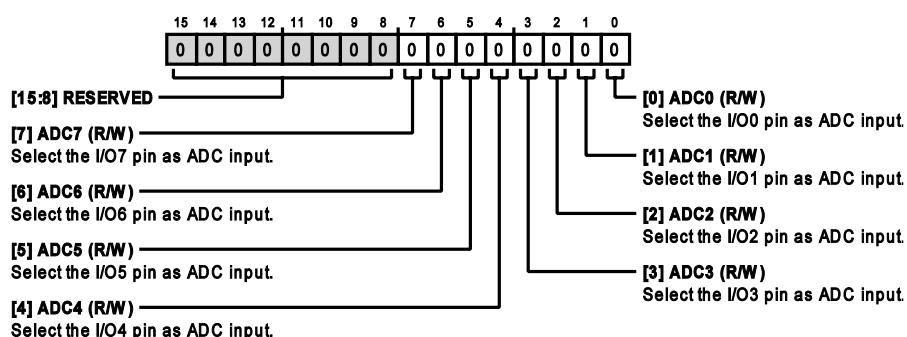 15 14 13 12 11 10 9 8 7 6 5 4 3 2 1 0
0 0 0 0 0 0 0 0 0 0 0 0 0 0 0 0
[15:8] RESERVED
[7] ADC7 (R/W)
Select the I/O7 pin as ADC input.
[6] ADC6 (R/W)
Select the I/O6 pin as ADC input.
[5] ADC5 (R/W)
Select the I/O5 pin as ADC input.
[4] ADC4 (R/W)
Select the I/O4 pin as ADC input.
[0] ADC0 (R/W)
Select the I/O0 pin as ADC input.
[1] ADC1 (R/W)
Select the I/O1 pin as ADC input.
[2] ADC2 (R/W)
Select the I/O2 pin as ADC input.
[3] ADC3 (R/W)
Select the I/O3 pin as ADC input.